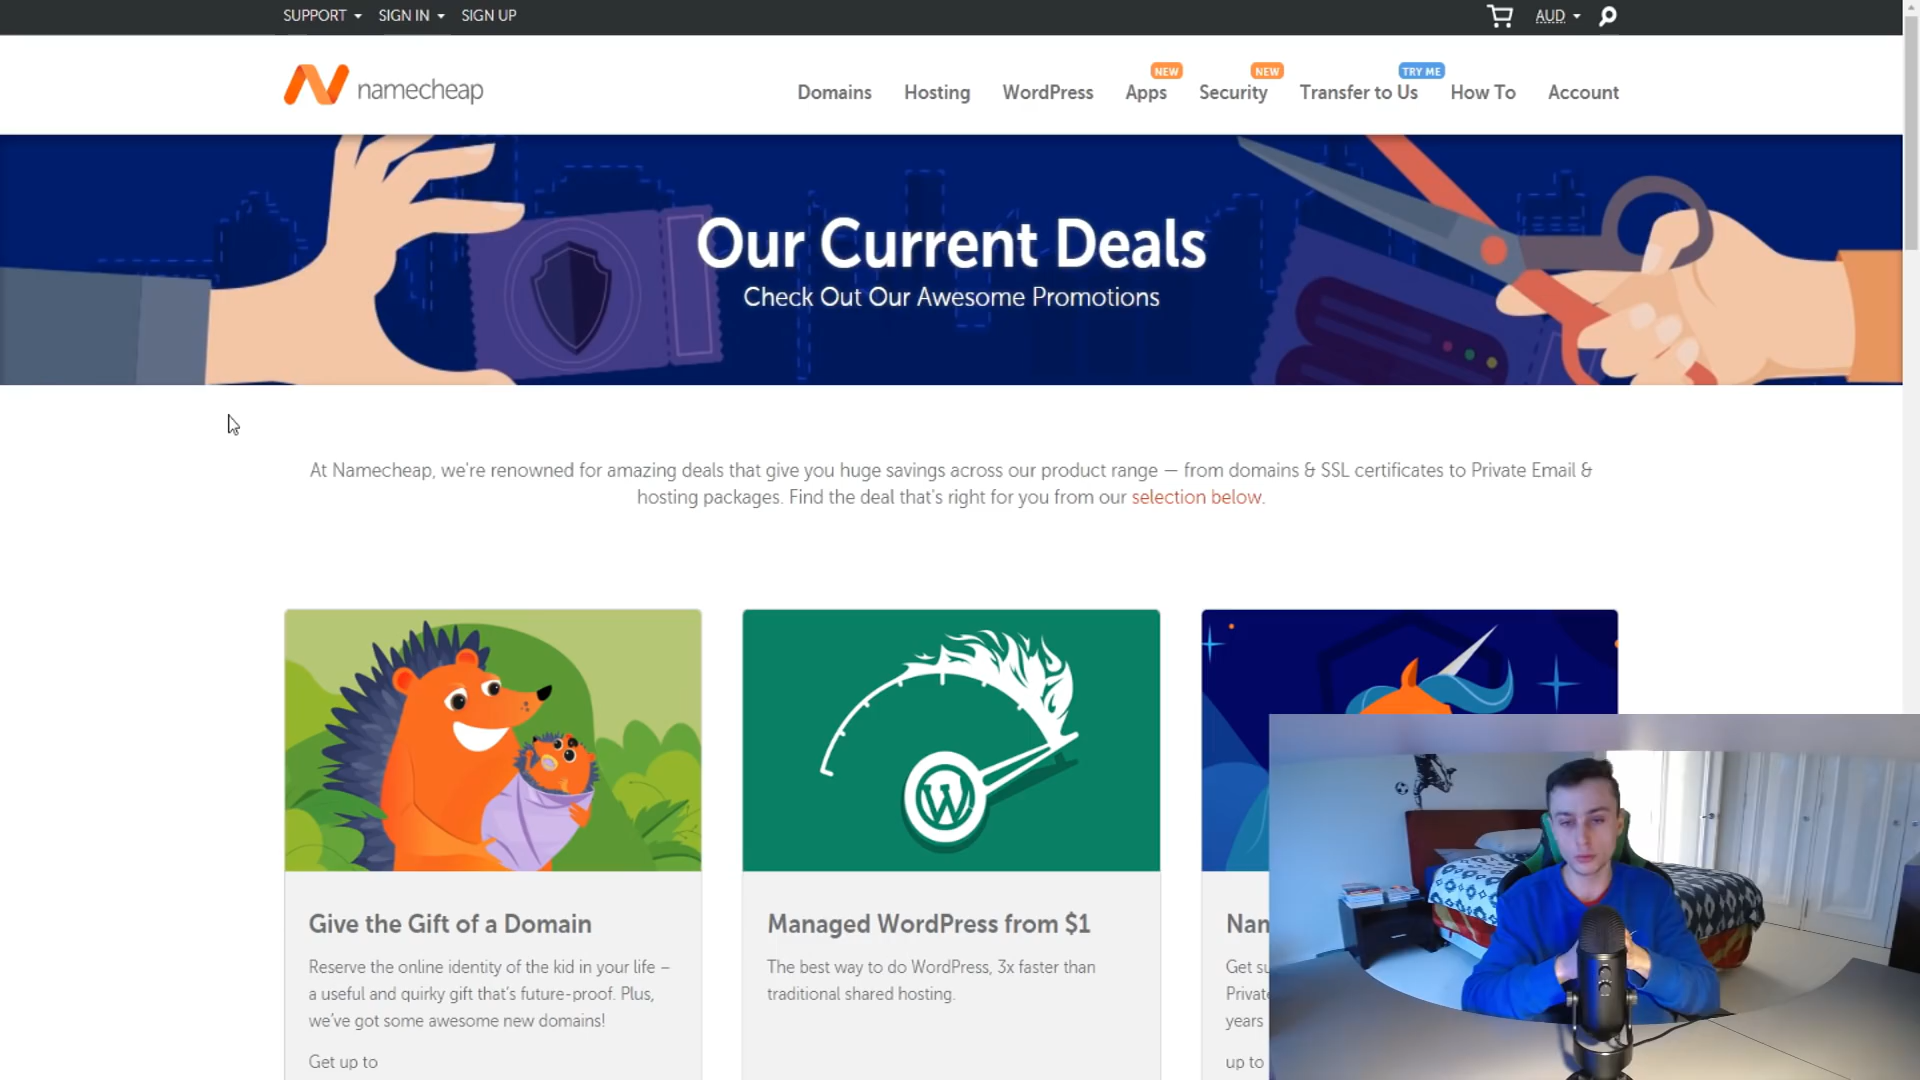 SUPPORT SIGN IN SIGN UP AUD
NEW NEW TRY ME
namecheap Domains Hosting WordPress Apps Security Transfer to Us How To Account
Our Current Deals
Check Out Our Awesome Promotions
At Namecheap, we're renowned for amazing deals that give you huge savings across our product range — from domains & SSL certificates to Private Email &
hosting packages. Find the deal that's right for you from our selection below.
Give the Gift of a Domain
Reserve the online identity of the kid in your life –
a useful and quirky gift that's future-proof. Plus,
we've got some awesome new domains!
Get up to
Managed WordPress from $1
The best way to do WordPress, 3x faster than
traditional shared hosting.
Nan
Get su
Private
years
up to